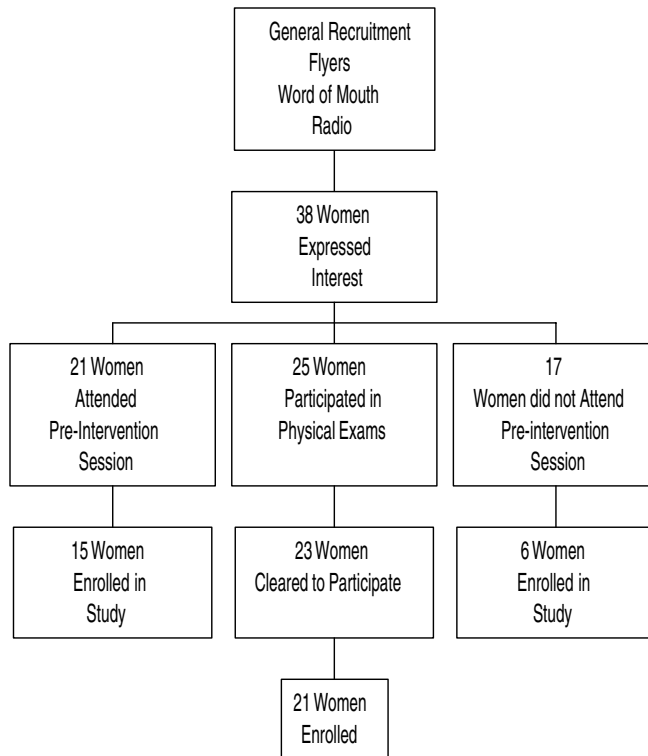 General Recruitment
Flyers
Word of Mouth
Radio
38 Women
Expressed
Interest
21 Women
Attended
Pre-Intervention
Session
25 Women
Participated in
Physical Exams
17
Women did not Attend
Pre-intervention
Session
15 Women
Enrolled in
Study
23 Women
Cleared to Participate
6 Women
Enrolled in
Study
21 Women
Enrolled